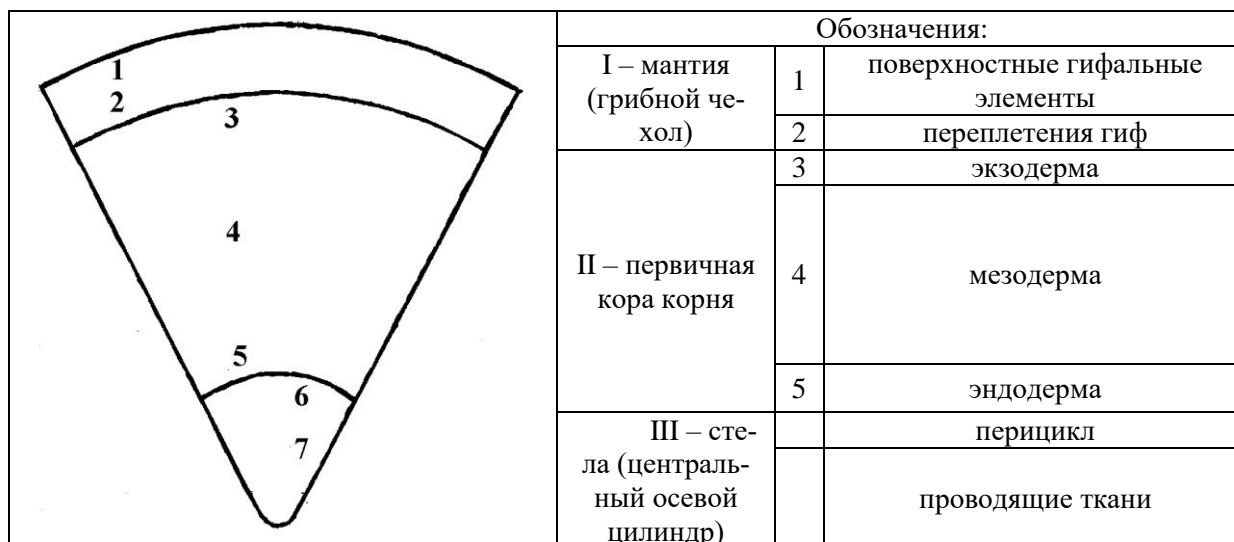 1
2
3
4
5
6
7
Обозначения:
I – мантия
(грибной че-
хол)
1
поверхностные гифальные
элементы
2
переплетения гиф
II – первичная
кора корня
3
экзодерма
4
мезодерма
5
эндодерма
III – сте-
ла (централь-
ный осевой
цилиндр)
перицикл
проводящие ткани